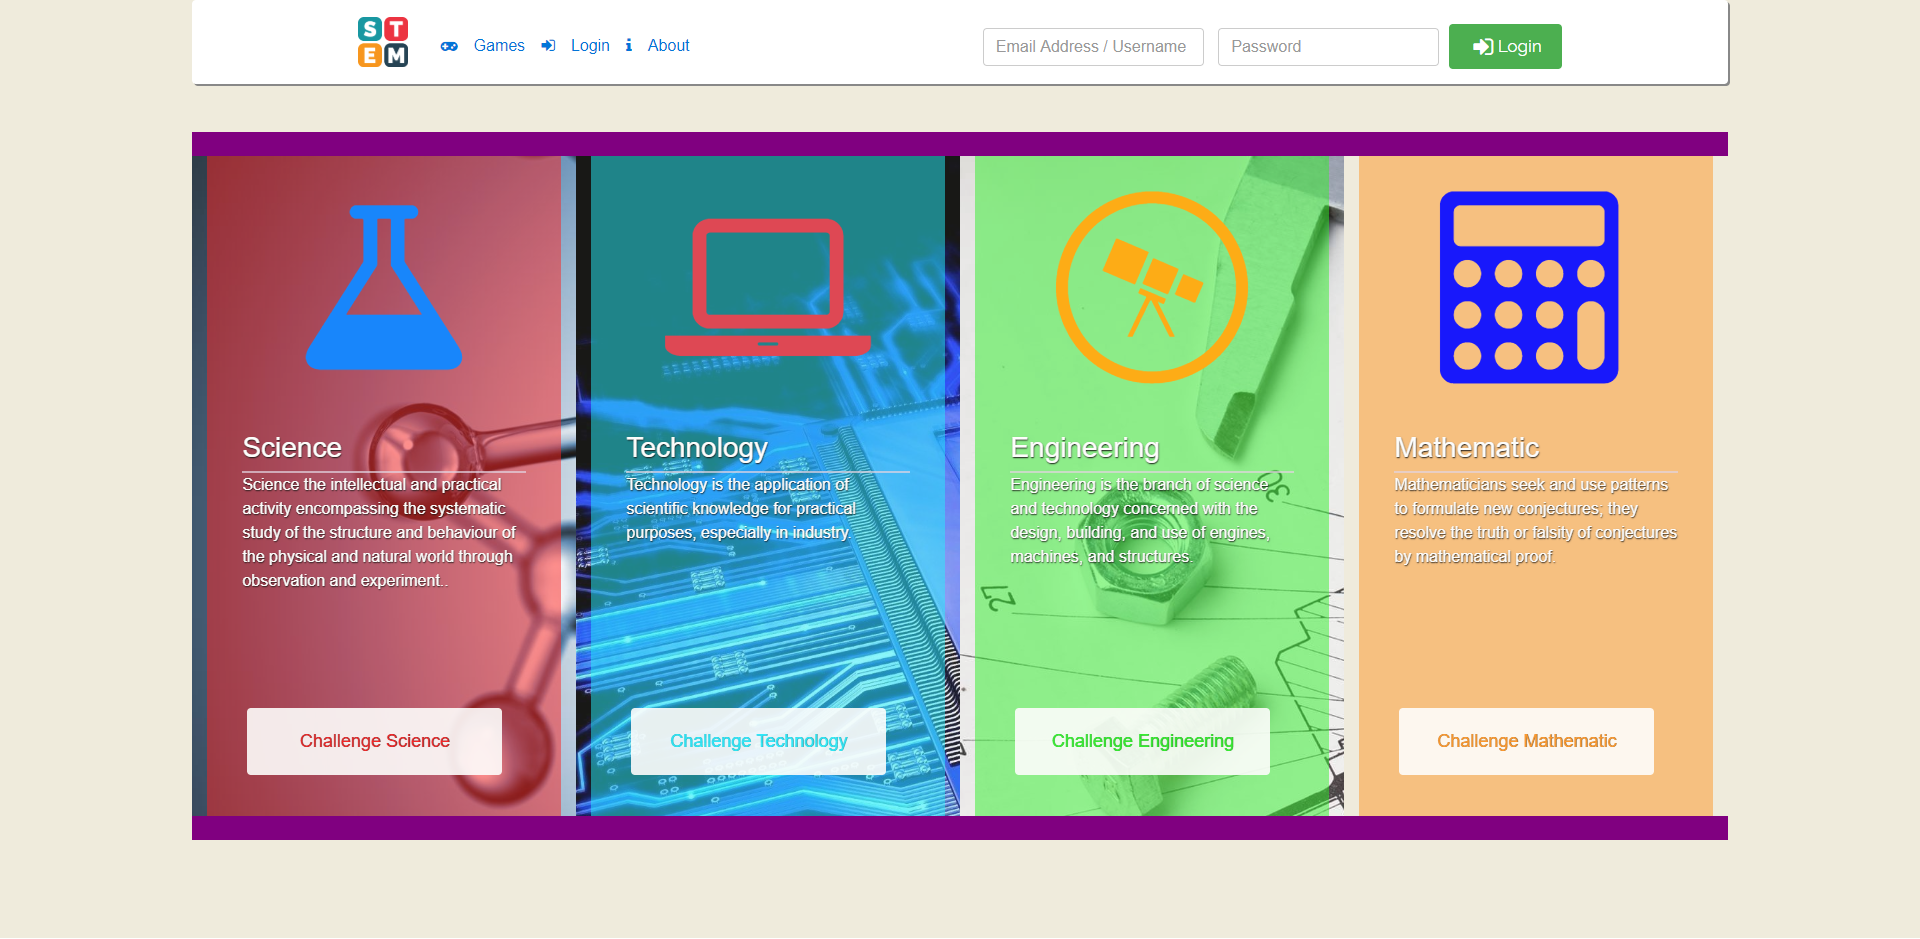 S T
E M
Games Login About
Email Address / Username Password Login
Science
Science the intellectual and practical
activity encompassing the systematic
study of the structure and behaviour of
the physical and natural world through
observation and experiment..
Challenge Science
Technology
Technology is the application of
scientific knowledge for practical
purposes, especially in industry.
Challenge Technology
Engineering
Engineering is the branch of science
and technology concerned with the
design, building, and use of engines,
machines, and structures.
30
27
Challenge Engineering
Mathematic
Mathematicians seek and use patterns
to formulate new conjectures; they
resolve the truth or falsity of conjectures
by mathematical proof.
Challenge Mathematic